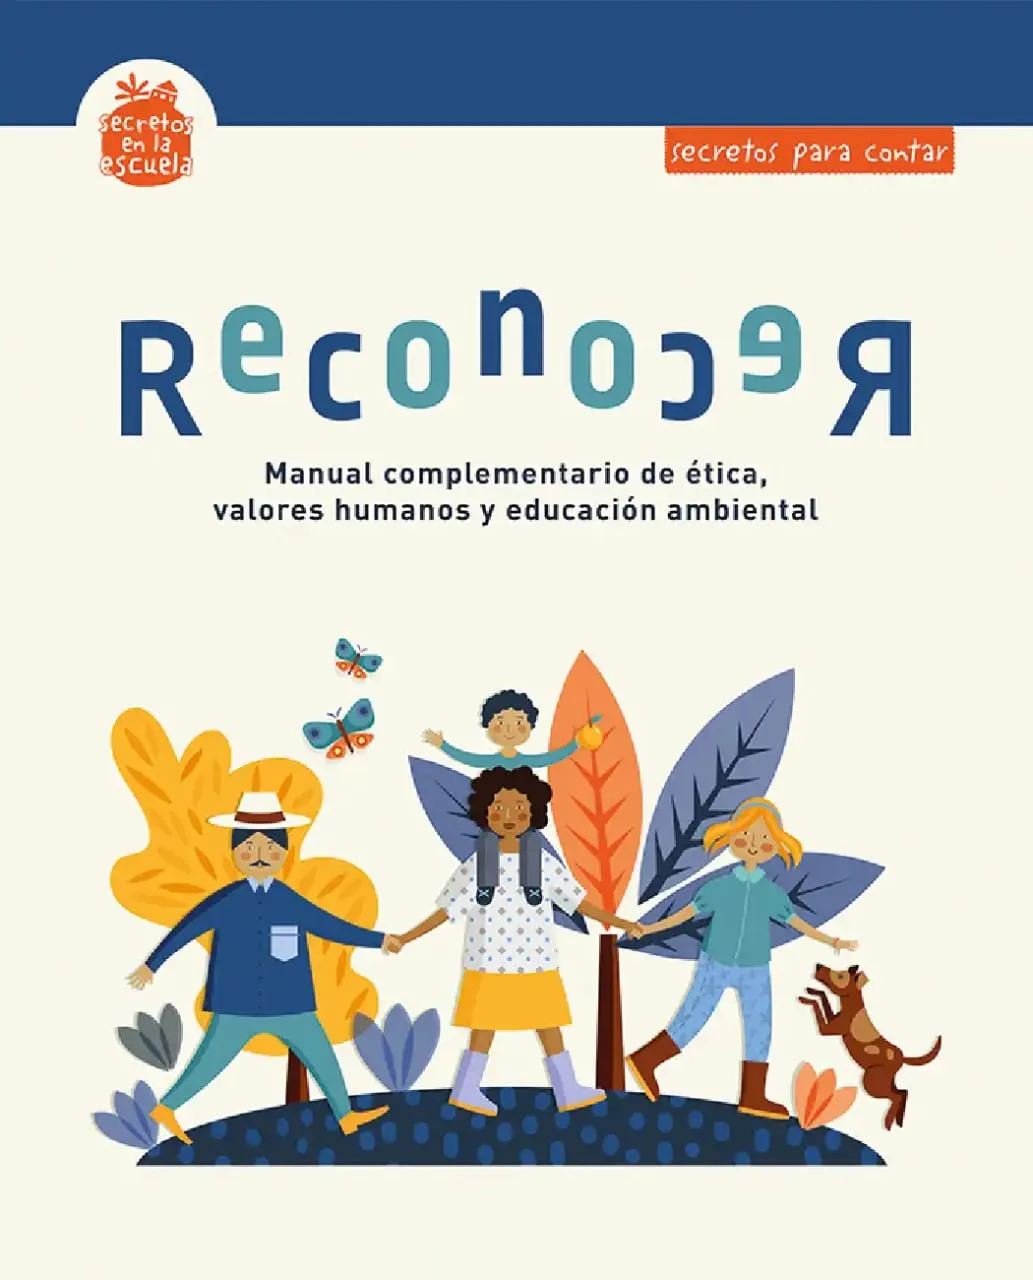 secretos
en la
escuela
secretos para contar
Reconocer
Manual complementario de ética,
valores humanos y educación ambiental